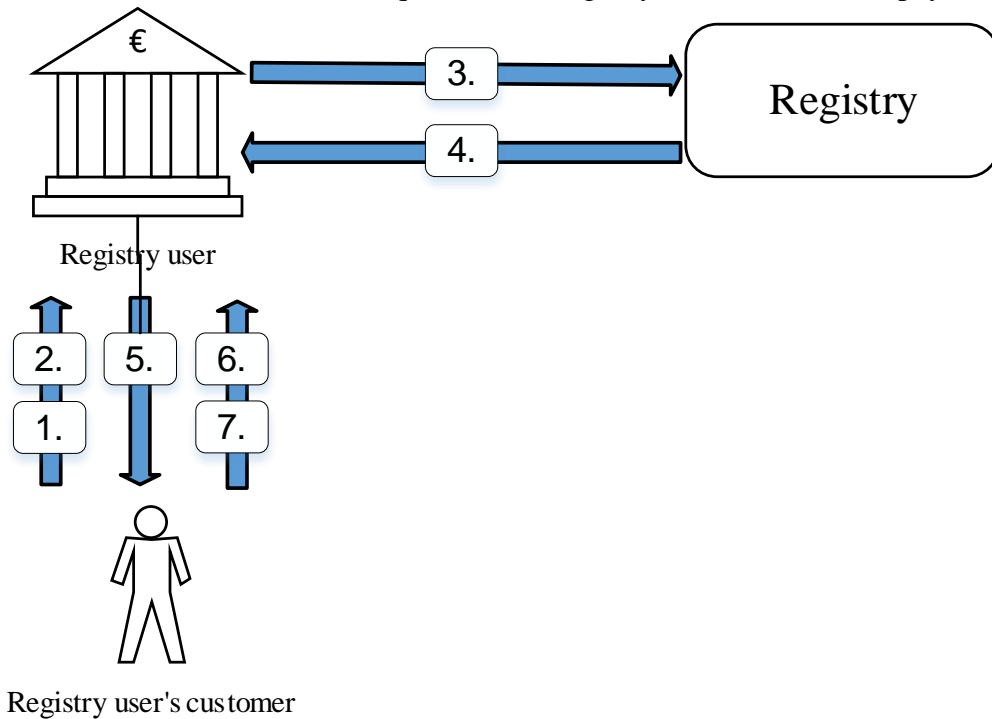 €
3.
Registry
4.
Registry user
2.
5.
6.
1.
7.
Registry user's customer